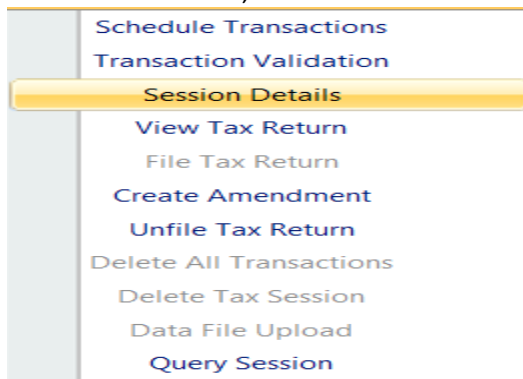 Schedule Transactions
Transaction Validation
Session Details
View Tax Return
File Tax Return
Create Amendment
Unfile Tax Return
Delete All Transactions
Delete Tax Session
Data File Upload
Query Session